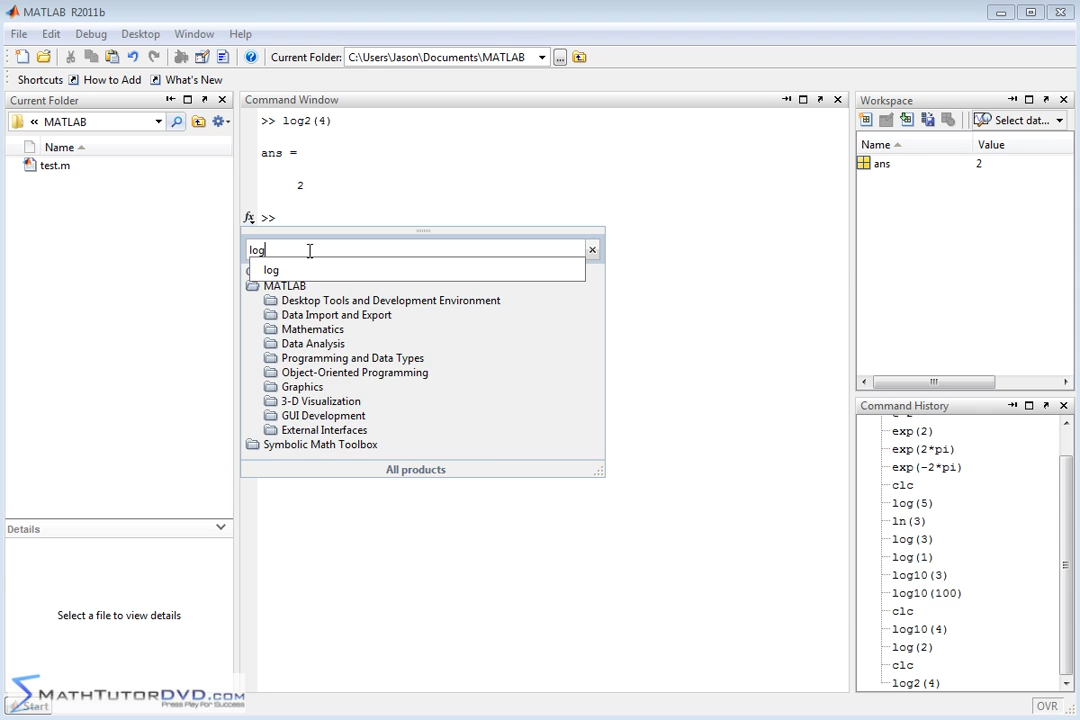 MATLAB R2011b
File Edit Debug Desktop Window Help
Current Folder: C:\Users\Jason\Documents\MATLAB ...
Shortcuts How to Add What's New
Current Folder
« MATLAB
Name
test.m
Details
Select a file to view details
MATHTUTORDVD.COM
Press Play For Success
Start
Command Window
>> log2(4)
ans =
2
fx >>
log
log
MATLAB
Desktop Tools and Development Environment
Data Import and Export
Mathematics
Data Analysis
Programming and Data Types
Object-Oriented Programming
Graphics
3-D Visualization
GUI Development
External Interfaces
Symbolic Math Toolbox
All products
Workspace
Select dat...
Name Value
ans 2
Command History
exp(2)
exp(2*pi)
exp(-2*pi)
clc
log(5)
ln(3)
log(3)
log(1)
log10(3)
log10(100)
clc
log10(4)
log(2)
clc
log2(4)
OVR